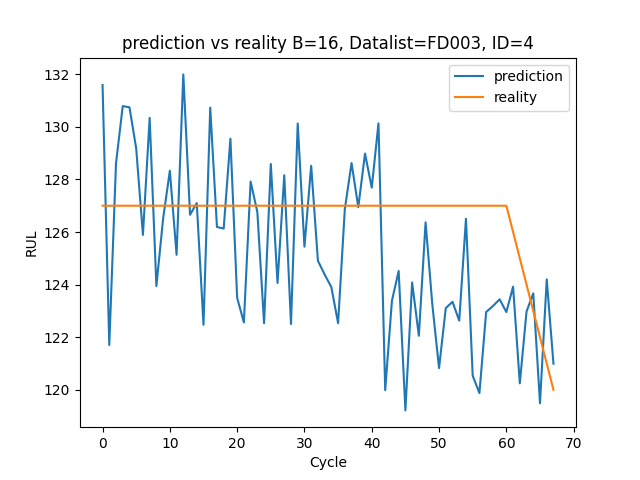 prediction vs reality B=16, Datalist=FD003, ID=4
prediction
reality
132
130
128
126
124
122
120
RUL
0 10 20 30 40 50 60 70
Cycle